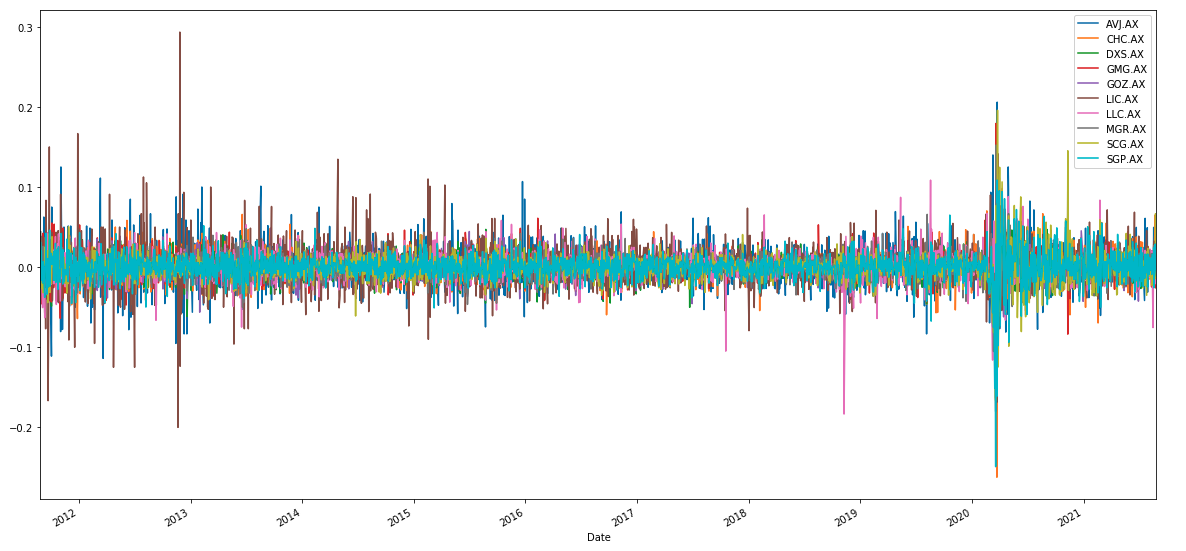 0.3
0.2
0.1
0.0
−0.1
−0.2
AVJ.AX
CHC.AX
DXS.AX
GMG.AX
GOZ.AX
LIC.AX
LLC.AX
MGR.AX
SCG.AX
SGP.AX
2012
2013
2014
2015
2016
2017
2018
2019
2020
2021
Date